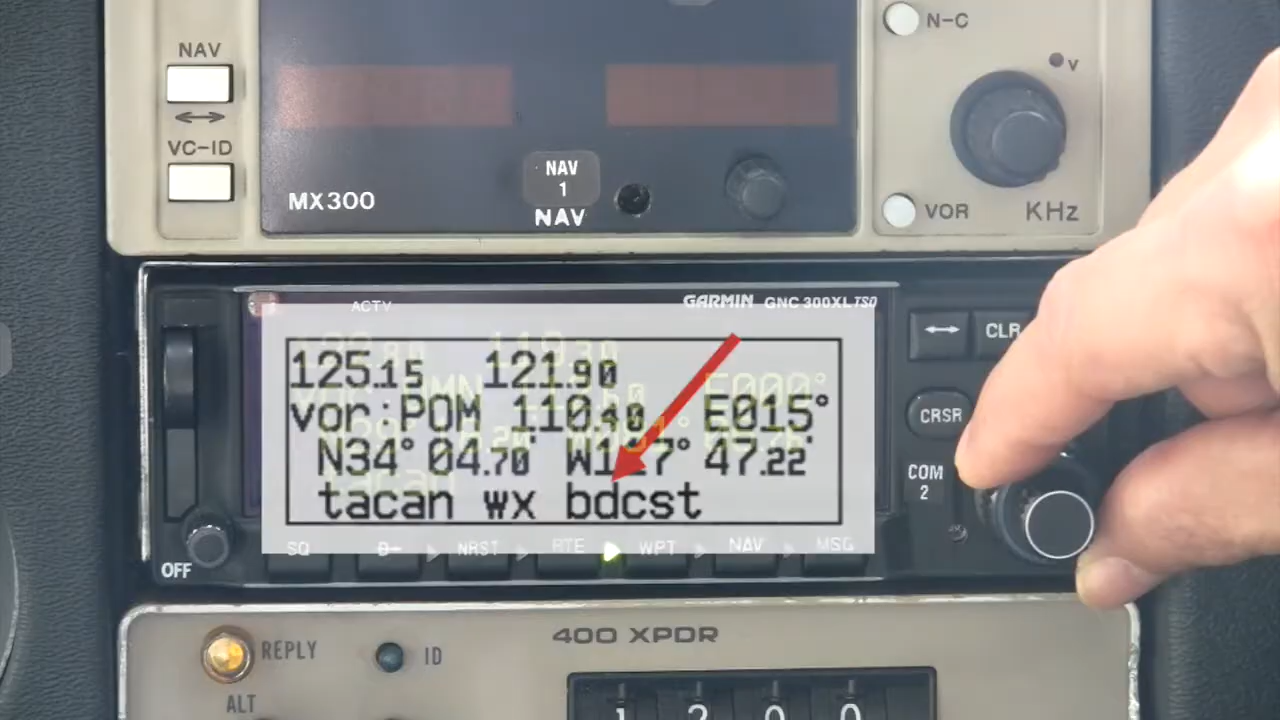 NAV
VC-ID
MX300
NAV
1
NAV
N-C
V
VOR
KHz
ACTV
GARMIN GNC 300XL TSO
125.15 121.90
vor:POM 110.40 E015°
N34° 04.70' W117° 47.22'
tacan wx bdcst
CLR
CRSR
COM
2
OFF
SQ D NRST RTE WPT NAV MSG
400 XPDR
REPLY
ID
ALT
1 2 0 0